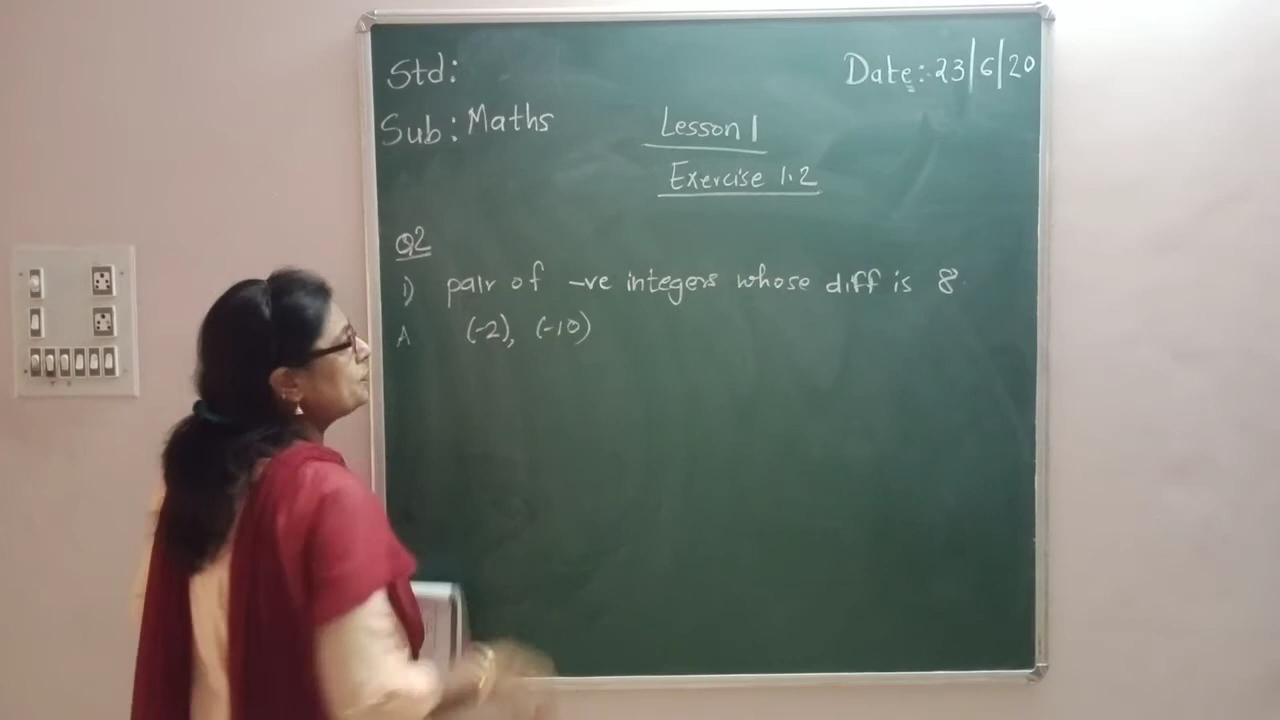 Std:
Date:- 23/6/20
Sub: Maths
Lesson 1
Exercise 1.2
Q2
1) pair of -ve integers whose diff is 8.
A (-2), (-10)